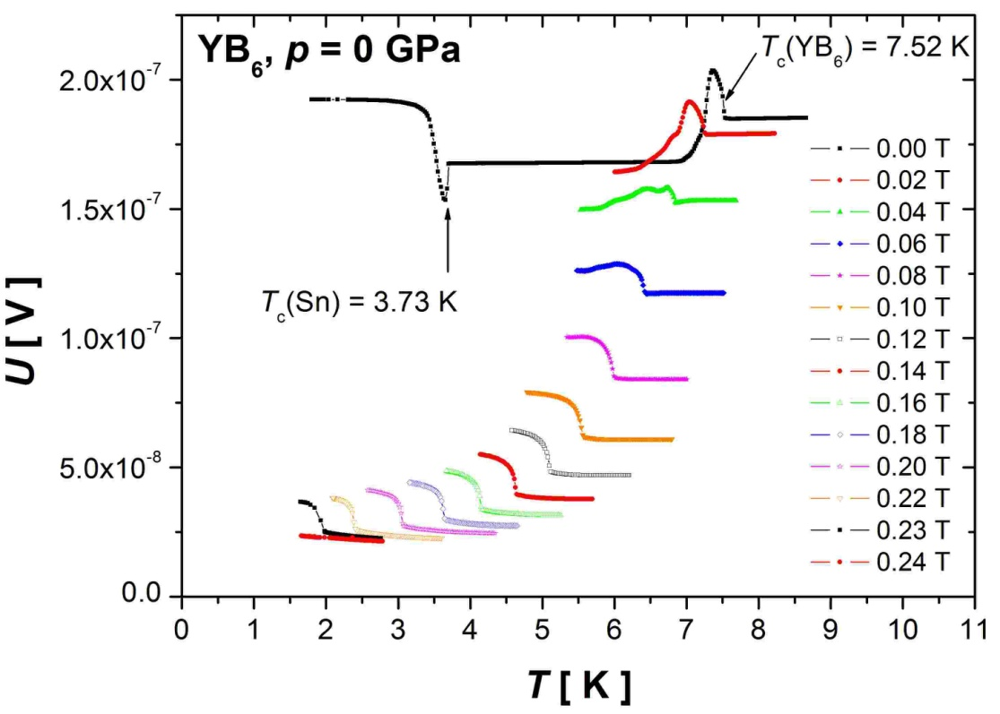 YB6, p = 0 GPa
Tc(YB6) = 7.52 K
Tc(Sn) = 3.73 K
2.0x10-7
1.5x10-7
1.0x10-7
5.0x10-8
0.0
U [ V ]
0 1 2 3 4 5 6 7 8 9 10 11
T [ K ]
0.00 T
0.02 T
0.04 T
0.06 T
0.08 T
0.10 T
0.12 T
0.14 T
0.16 T
0.18 T
0.20 T
0.22 T
0.23 T
0.24 T